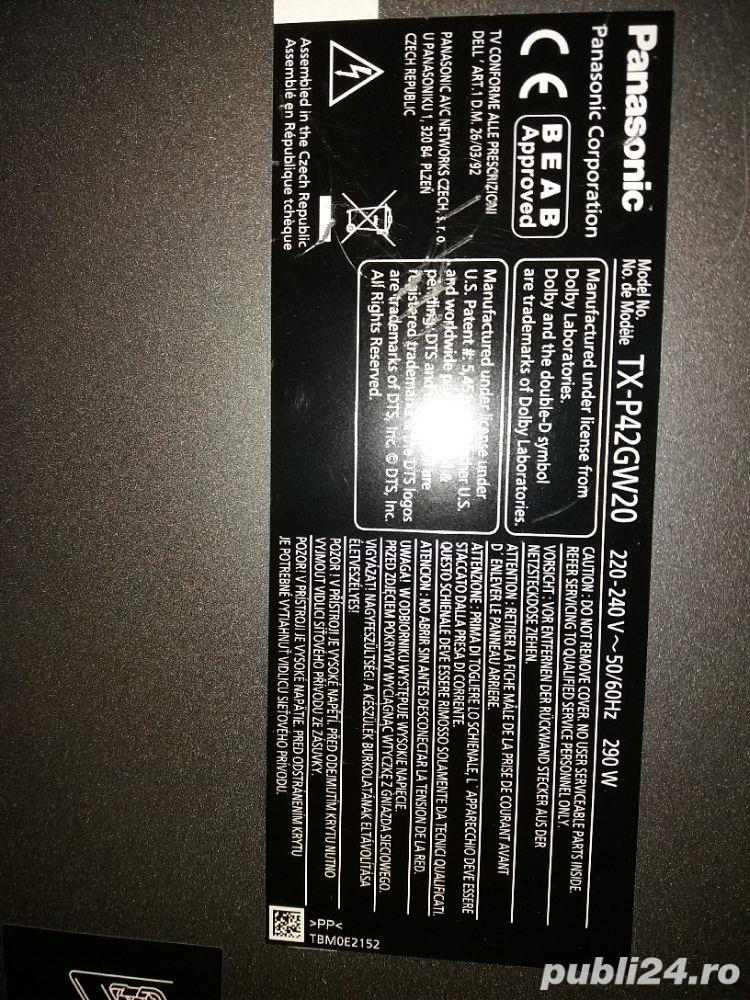 Panasonic
Panasonic Corporation
CE
BEAB
Approved
TV CONFORME ALLE PRESCRIZIONI
DELL' ART.1 D.M. 26/03/92
PANASONIC AVC NETWORKS CZECH, s. r. o.
U PANASONIKU 1, 320 84 PLZEŇ
CZECH REPUBLIC
Assembled in the Czech Republic
Assemblé en République tchèque
Model No.
No. de Modèle TX-P42GW20 220-240V~50/60Hz 290 W
Manufactured under license from
Dolby Laboratories.
Dolby and the double-D symbol
are trademarks of Dolby Laboratories.
Manufactured under license under
U.S. Patent #: U.S.
and worldwide &
pending. DTS and are
registered trademarks DTS logos
are trademarks of DTS, Inc. © DTS, Inc.
All Rights Reserved.
CAUTION : DO NOT REMOVE COVER. NO USER SERVICEABLE PARTS INSIDE.
REFER SERVICING TO QUALIFIED SERVICE PERSONNEL ONLY.
VORSICHT : VOR ENTFERNEN DER RÜCKWAND STECKER AUS DER
NETZSTECKDOSE ZIEHEN.
ATTENTION : RETIRER LA FICHE MÂLE DE LA PRISE DE COURANT AVANT
D' ENLEVER LE PANNEAU ARRIERE.
ATTENZIONE : PRIMA DI TOGLIERE LO SCHIENALE, L' APPARECCHIO DEVE ESSERE
STACCATO DALLA PRESA DI CORRENTE.
QUESTO SCHIENALE DEVE ESSERE RIMOSSO SOLAMENTE DA TECNICI QUALIFICATI.
ATENCION : NO ABRIR SIN ANTES DESCONECTAR LA TENSION DE LA RED.
UWAGA! W ODBIORNIKU WYSTĘPUJE WYSOKIE NAPIĘCIE.
PRZED ZDJĘCIEM POKRYWY WYCIĄGNĄĆ WTYCZKĘ Z GNIAZDA SIECIOWEGO.
VIGYÁZAT! NAGYFESZÜLTSÉG! A KÉSZÜLÉK BURKOLATÁNAK ELTÁVOLÍTÁSA
ÉLETVESZÉLYES!
POZOR ! V PŘÍSTROJI JE VYSOKÉ NAPĚTÍ. PŘED ODEJMUTÍM KRYTU NUTNO
VYJMOUT VIDLICI SÍŤOVÉHO PŘÍVODU ZE ZÁSUVKY.
POZOR ! V PRÍSTROJI JE VYSOKÉ NAPÄTIE. PRED ODSTRÁNENÍM KRYTU
JE POTREBNÉ VYTIAHNUŤ VIDLICU SIEŤOVÉHO PRÍVODU.
>PP<
TBM0E2152
publi24.ro